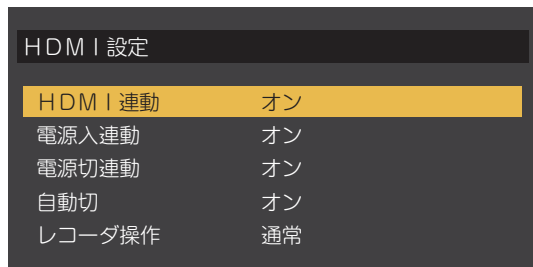 ＨＤＭＩ設定
ＨＤＭＩ連動 オン
電源入連動 オン
電源切連動 オン
自動切 オン
レコーダ操作 通常